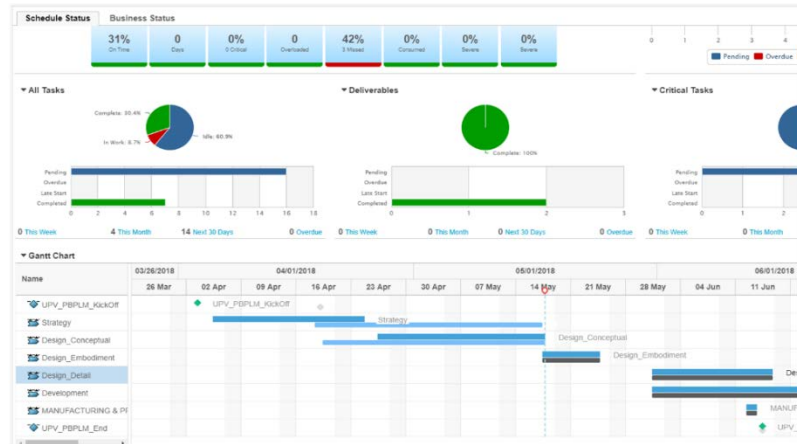 Schedule Status Business Status
31% 0 0% 0 42% 0% 0% 0%
On Time Days 0 Critical Overloaded 3 Missed Consumed Severe Severe
0 1 2 3 4
Pending Overdue
All Tasks Deliverables Critical Tasks
Complete: 30.4%
In Work: 8.7%
Idle: 60.9%
Complete: 100%
Pending Pending Pending
Overdue Overdue Overdue
Late Start Late Start Late Start
Completed Completed Completed
0 2 4 6 8 10 12 14 16 18 0 1 2 3 0 1 2
0 This Week 4 This Month 14 Next 30 Days 0 Overdue 0 This Week 0 This Month 0 Next 30 Days 0 Overdue 0 This Week 0 This Month
Gantt Chart
Name 03/26/2018 04/01/2018 05/01/2018 06/01/2018
26 Mar 02 Apr 09 Apr 16 Apr 23 Apr 30 Apr 07 May 14 May 21 May 28 May 04 Jun 11 Jun
UPV_PBPLM_KickOff UPV_PBPLM_KickOff
Strategy Strategy
Design_Conceptual Design_Conceptual
Design_Embodiment Design_Embodiment
Design_Detail De
Development
MANUFACTURING & PI MANUF
UPV_PBPLM_End UPV_